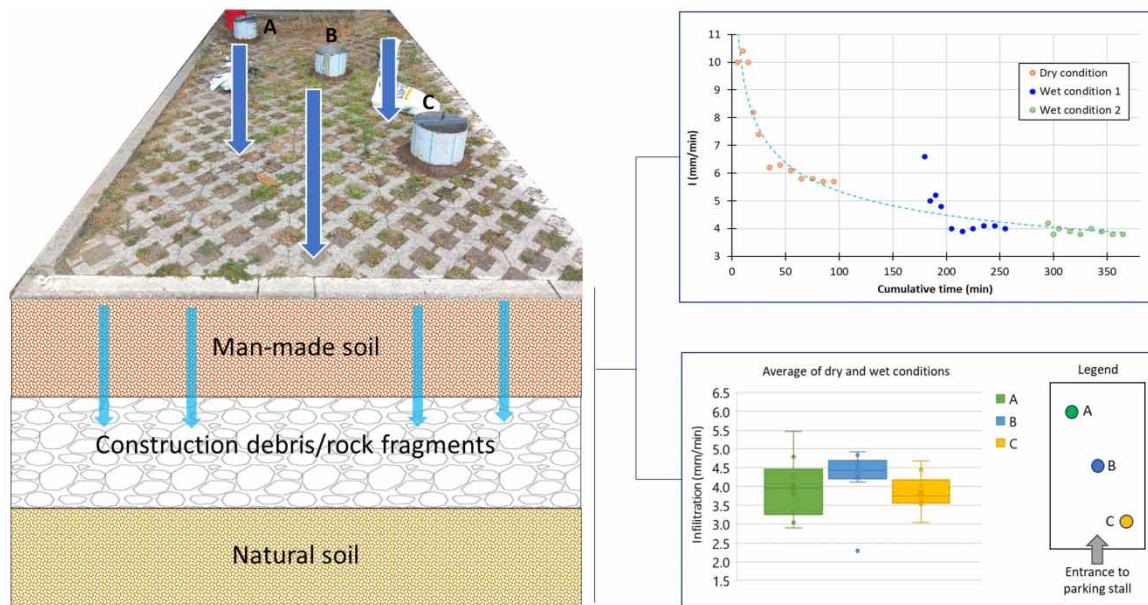 A
B
C
Man-made soil
Construction debris/rock fragments
Natural soil
I (mm/min)
11
10
9
8
7
6
5
4
3
0
50
100
150
200
250
300
350
Cumulative time (min)
Dry condition
Wet condition 1
Wet condition 2
Average of dry and wet conditions
Infilitration (mm/min)
6.5
6.0
5.5
5.0
4.5
4.0
3.5
3.0
2.5
2.0
1.5
A
B
C
Legend
A
B
C
Entrance to
parking stall